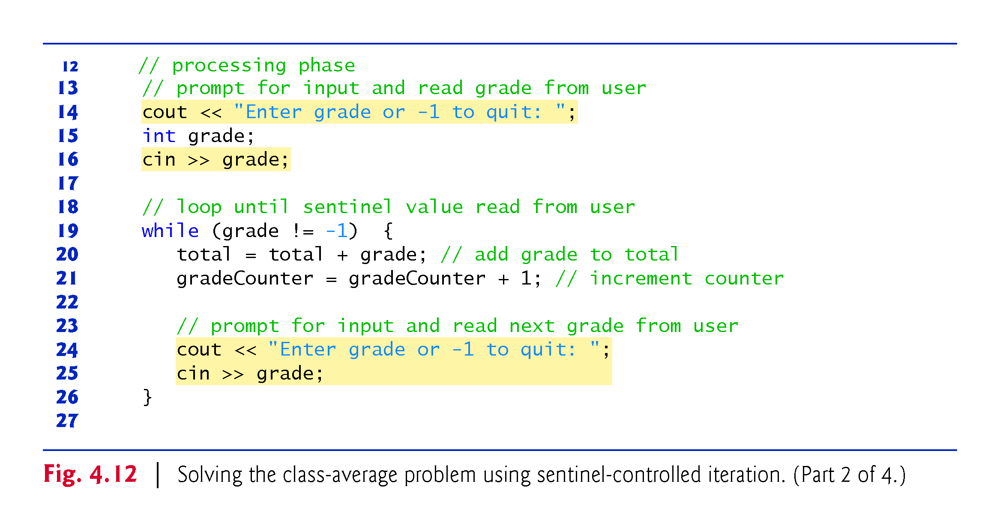 12 // processing phase
13 // prompt for input and read grade from user
14 cout << "Enter grade or -1 to quit: ";
15 int grade;
16 cin >> grade;
17
18 // loop until sentinel value read from user
19 while (grade != -1) {
20 total = total + grade; // add grade to total
21 gradeCounter = gradeCounter + 1; // increment counter
22
23 // prompt for input and read next grade from user
24 cout << "Enter grade or -1 to quit: ";
25 cin >> grade;
26 }
27
Fig. 4.12 | Solving the class-average problem using sentinel-controlled iteration. (Part 2 of 4.)